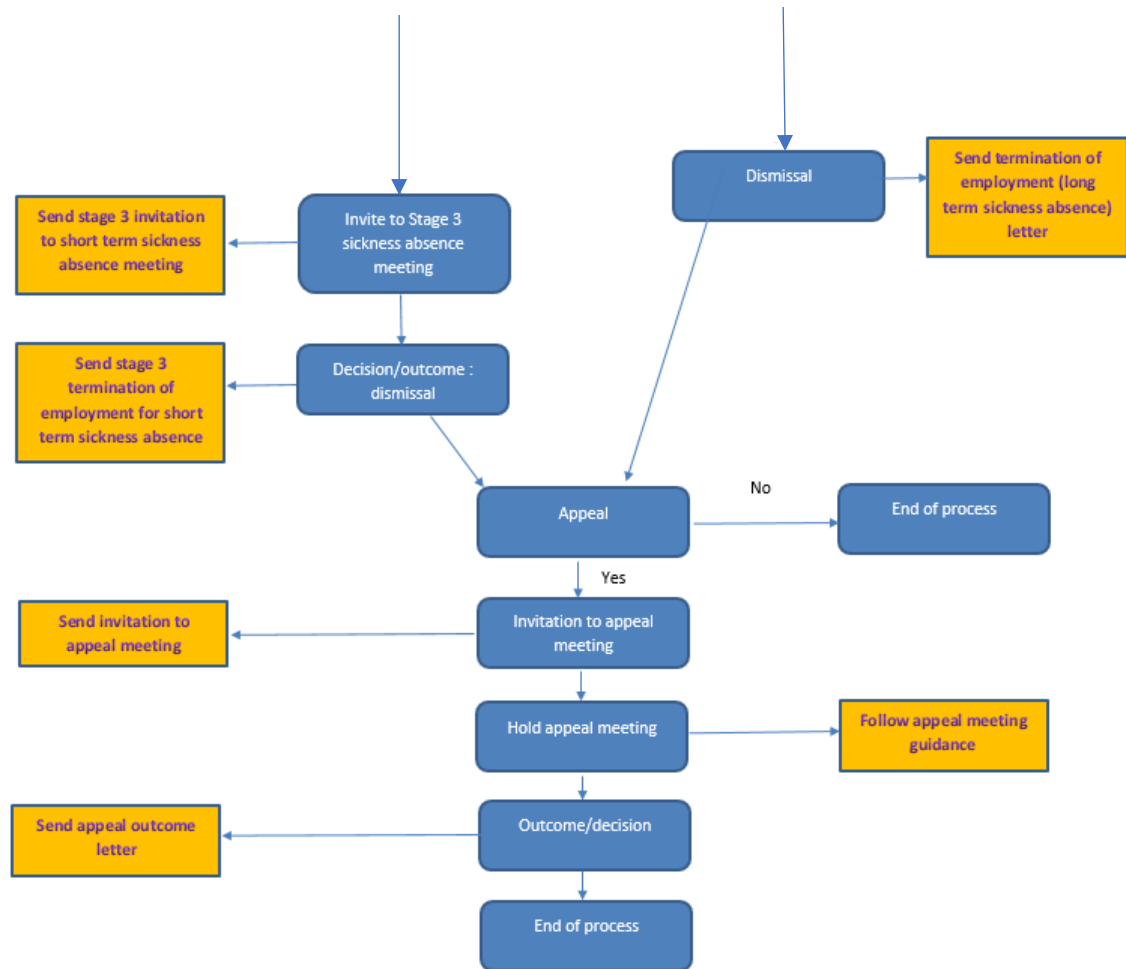 Dismissal
Send termination of
employment (long
term sickness absence)
letter
Send stage 3 invitation
to short term sickness
absence meeting
Invite to Stage 3
sickness absence
meeting
Send stage 3
termination of
employment for short
term sickness absence
Decision/outcome :
dismissal
Appeal
No
End of process
Yes
Send invitation to
appeal meeting
Invitation to appeal
meeting
Hold appeal meeting
Follow appeal meeting
guidance
Send appeal outcome
letter
Outcome/decision
End of process